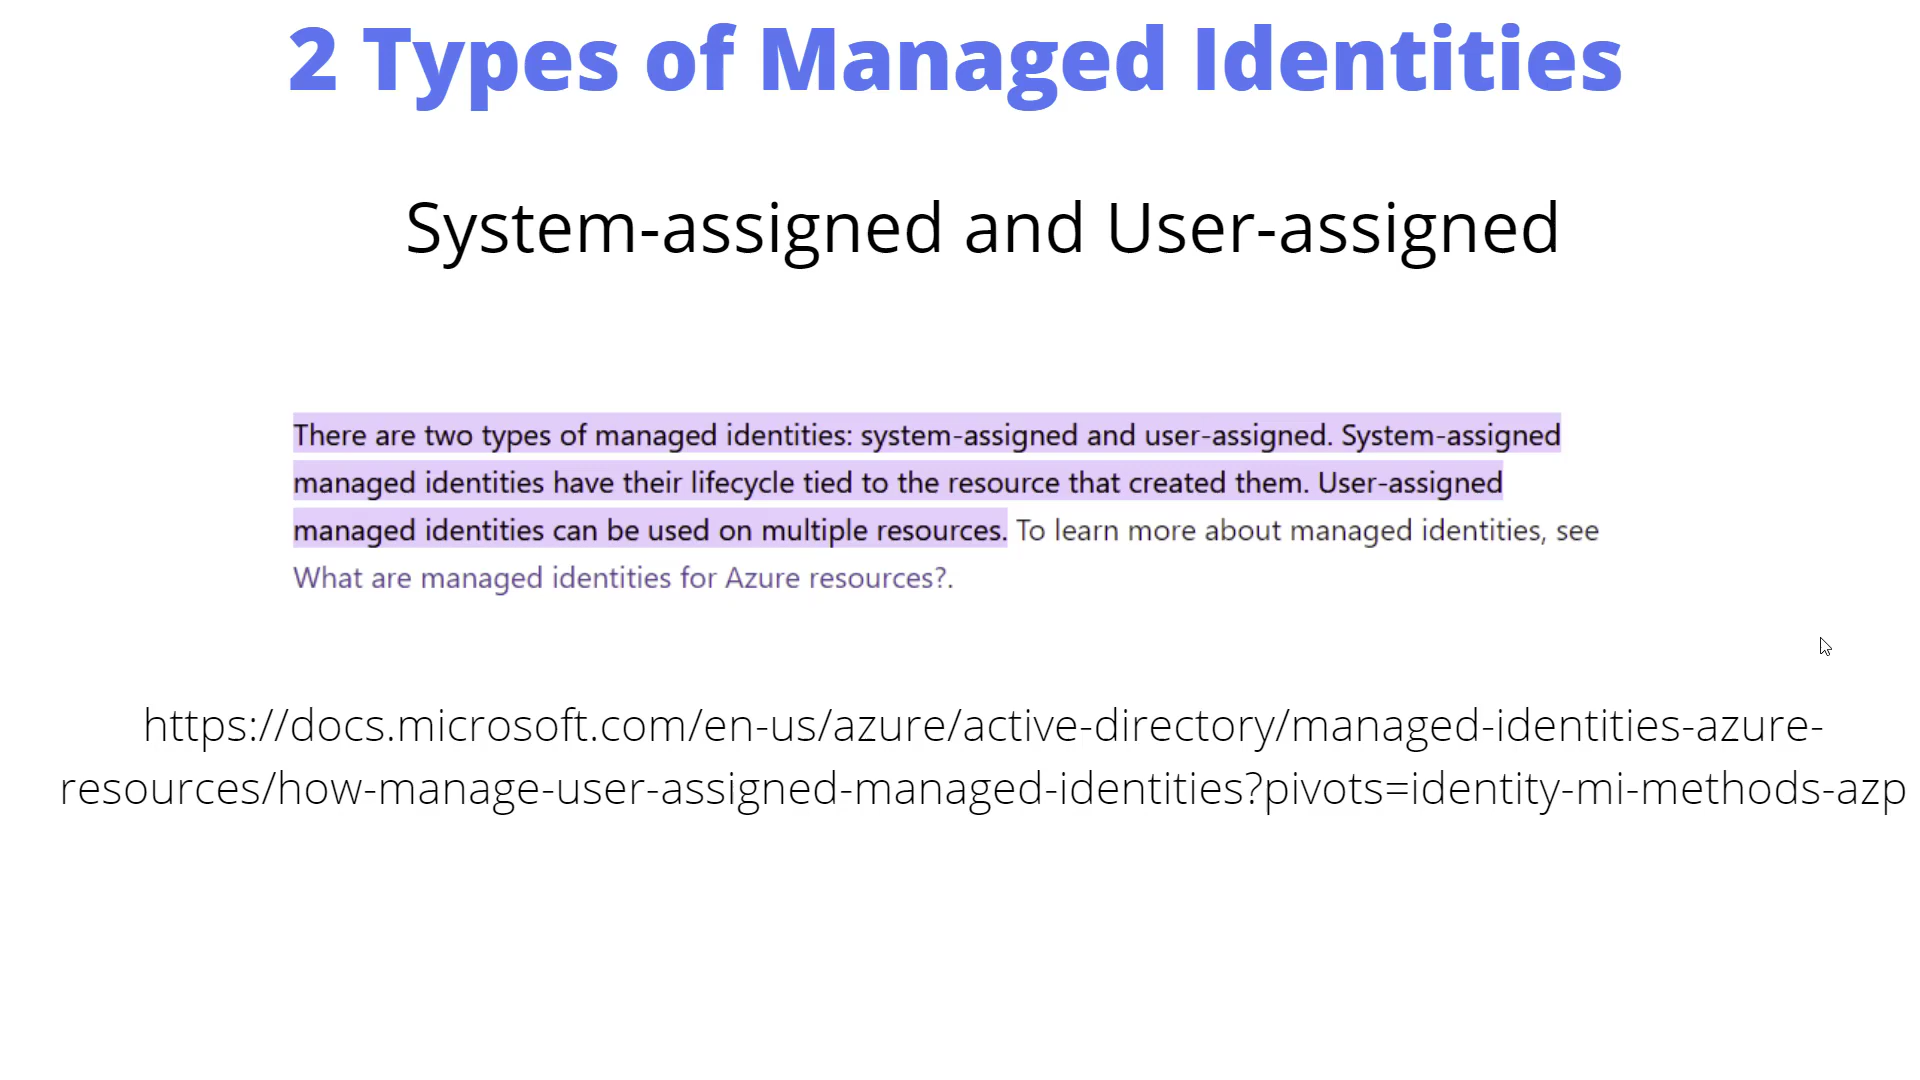 2 Types of Managed Identities
System-assigned and User-assigned
There are two types of managed identities: system-assigned and user-assigned. System-assigned
managed identities have their lifecycle tied to the resource that created them. User-assigned
managed identities can be used on multiple resources. To learn more about managed identities, see
What are managed identities for Azure resources?.
https://docs.microsoft.com/en-us/azure/active-directory/managed-identities-azure-
resources/how-manage-user-assigned-managed-identities?pivots=identity-mi-methods-azp